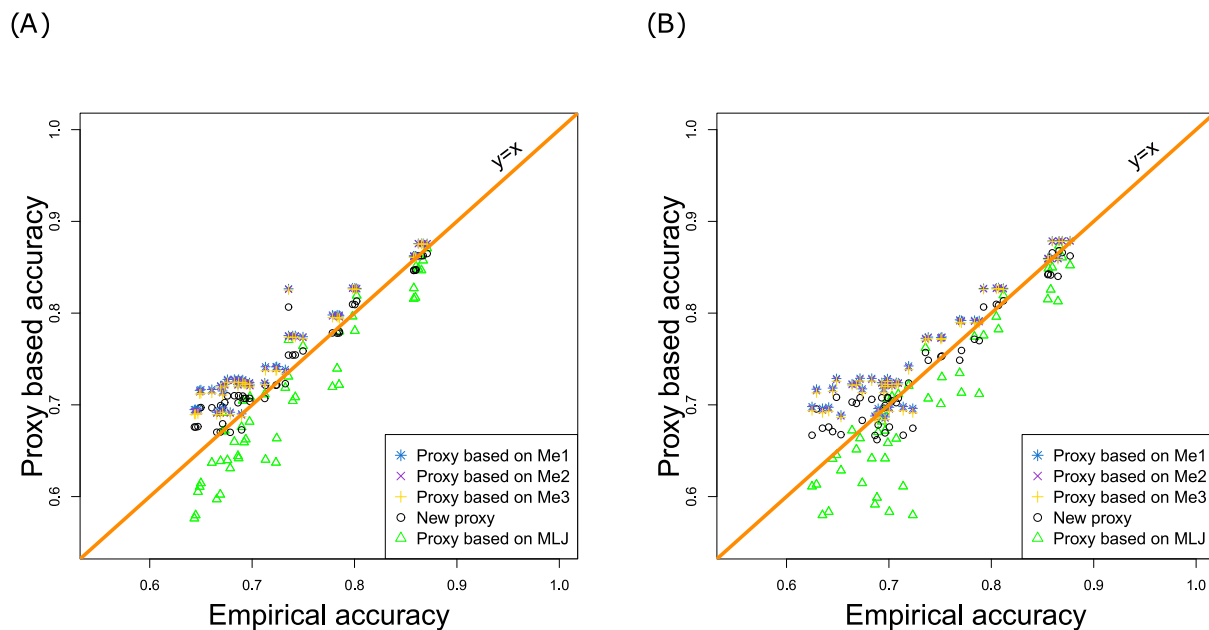 (A)
(B)
Proxy based accuracy
1.0
0.9
0.8
0.7
0.6
y=x
Proxy based on Me1
Proxy based on Me2
Proxy based on Me3
New proxy
Proxy based on MLJ
0.6 0.7 0.8 0.9 1.0
Empirical accuracy
Proxy based accuracy
1.0
0.9
0.8
0.7
0.6
y=x
Proxy based on Me1
Proxy based on Me2
Proxy based on Me3
New proxy
Proxy based on MLJ
0.6 0.7 0.8 0.9 1.0
Empirical accuracy